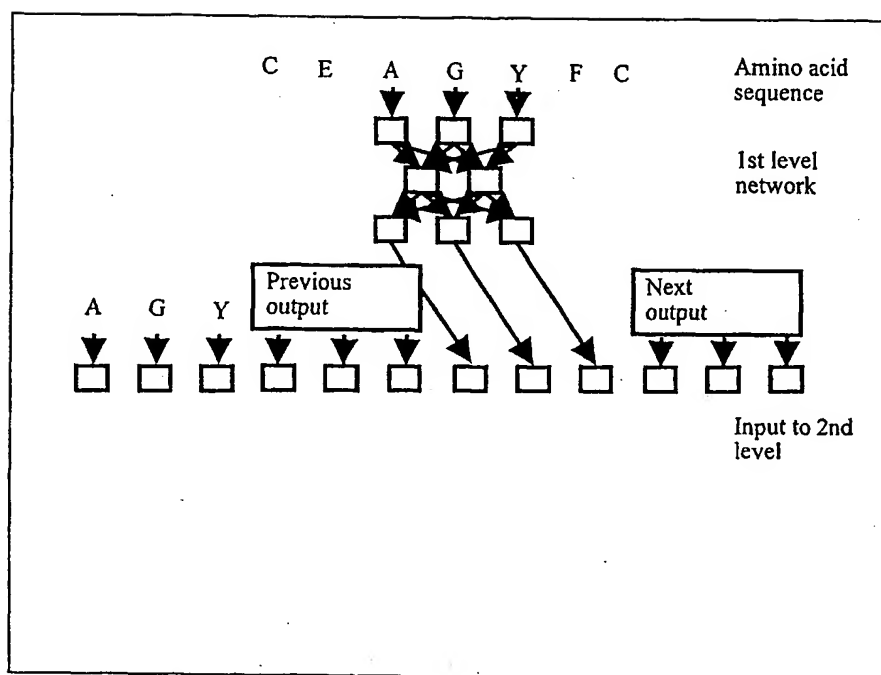 C E A G Y F C
Amino acid
sequence
1st level
network
Previous
output
Next
output
A G Y
Input to 2nd
level